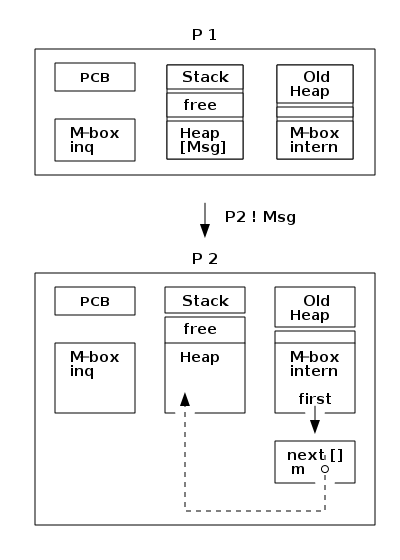 P 1
PCB
Stack
Old
Heap
free
M-box
inq
Heap
[Msg]
M-box
intern
P2 ! Msg
P 2
PCB
Stack
Old
Heap
free
M-box
inq
Heap
M-box
intern
first
next []
m